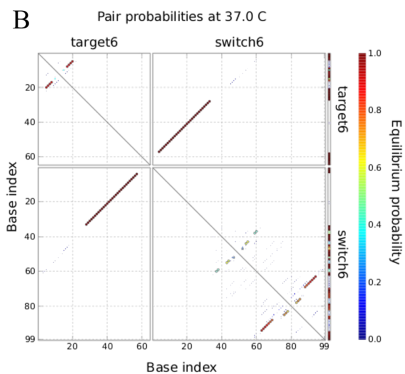 B
Pair probabilities at 37.0 C
target6 switch6
20
40
60
target6
20
40
60
80
99
switch6
Base index
20 60 20 40 60 80 99
Base index
1.0
0.8
0.6
0.4
0.2
0.0
Equilibrium probability